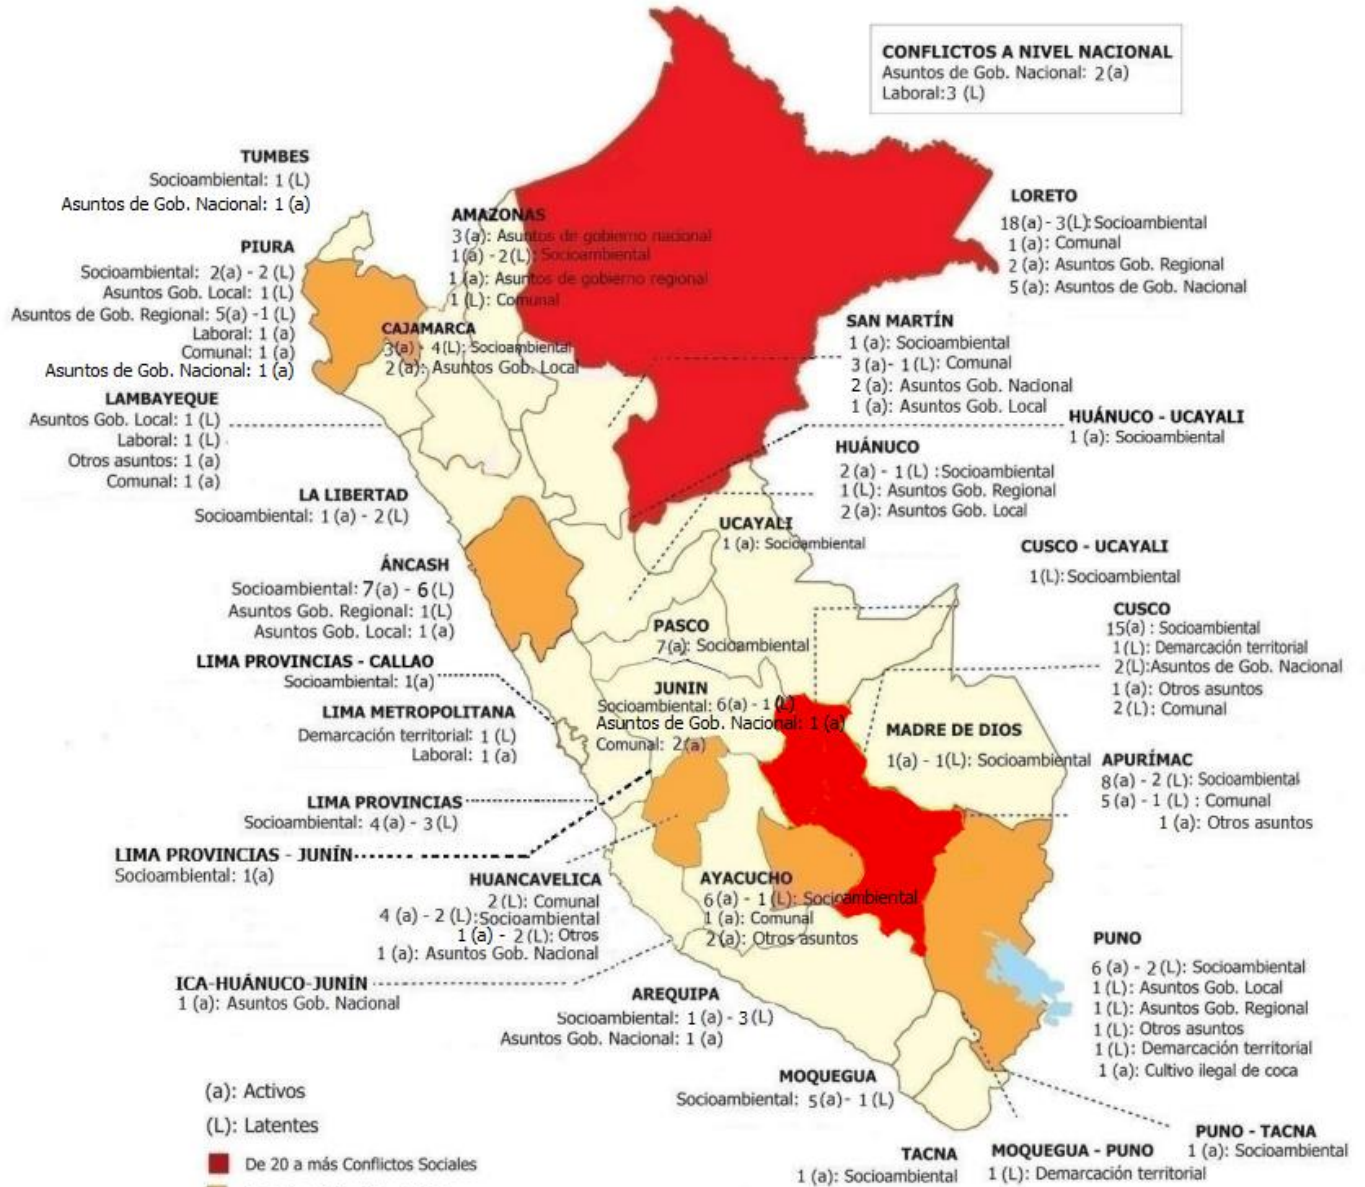 CONFLICTOS A NIVEL NACIONAL
Asuntos de Gob. Nacional: 2 (a)
Laboral:3 (L)
TUMBES
Socioambiental: 1 (L)
Asuntos de Gob. Nacional: 1 (a)
PIURA
Socioambiental: 2(a) - 2 (L)
Asuntos Gob. Local: 1 (L)
Asuntos de Gob. Regional: 5(a) -1 (L)
Laboral: 1 (a)
Comunal: 1 (a)
Asuntos de Gob. Nacional: 1 (a)
LAMBAYEQUE
Asuntos Gob. Local: 1 (L)
Laboral: 1 (L)
Otros asuntos: 1 (a)
Comunal: 1 (a)
AMAZONAS
3 (a): Asuntos de gobierno nacional
1(a) - 2 (L): Socioambiental
1 (a): Asuntos de gobierno regional
1 (L): Comunal
CAJAMARCA
3(a) - 4(L): Socioambiental
2 (a): Asuntos Gob. Local
LORETO
18(a) - 3(L): Socioambiental
1 (a): Comunal
2 (a): Asuntos Gob. Regional
5 (a): Asuntos de Gob. Nacional
SAN MARTÍN
1 (a): Socioambiental
3 (a)- 1 (L): Comunal
2 (a): Asuntos Gob. Nacional
1 (a): Asuntos Gob. Local
HUÁNUCO - UCAYALI
1 (a): Socioambiental
HUÁNUCO
2 (a) - 1 (L) :Socioambiental
1 (L): Asuntos Gob. Regional
2 (a): Asuntos Gob. Local
LA LIBERTAD
Socioambiental: 1 (a) - 2 (L)
UCAYALI
1 (a): Socioambiental
CUSCO - UCAYALI
1(L): Socioambiental
ÁNCASH
Socioambiental: 7(a) - 6 (L)
Asuntos Gob. Regional: 1(L)
Asuntos Gob. Local: 1 (a)
CUSCO
15(a) : Socioambiental
1(L): Demarcación territorial
2(L):Asuntos de Gob. Nacional
1 (a): Otros asuntos
2 (L): Comunal
PASCO
7(a): Socioambiental
LIMA PROVINCIAS - CALLAO
Socioambiental: 1(a)
JUNIN
Socioambiental: 6(a) - 1 (L)
Asuntos de Gob. Nacional: 1 (a)
Comunal: 2(a)
LIMA METROPOLITANA
Demarcación territorial: 1 (L)
Laboral: 1 (a)
MADRE DE DIOS
1(a) - 1(L): Socioambiental
APURÍMAC
8(a) - 2 (L): Socioambiental
5 (a) - 1 (L) : Comunal
1 (a): Otros asuntos
LIMA PROVINCIAS
Socioambiental: 4 (a) - 3 (L)
LIMA PROVINCIAS - JUNÍN
Socioambiental: 1(a)
HUANCAVELICA
2 (L): Comunal
4 (a) - 2 (L):Socioambiental
1 (a) - 2 (L): Otros
1 (a): Asuntos Gob. Nacional
AYACUCHO
6(a) - 1 (L): Socioambiental
1 (a): Comunal
2(a): Otros asuntos
ICA-HUÁNUCO-JUNÍN
1 (a): Asuntos Gob. Nacional
PUNO
6 (a) - 2 (L): Socioambiental
1 (L): Asuntos Gob. Local
1 (L): Asuntos Gob. Regional
1 (L): Otros asuntos
1 (L): Demarcación territorial
1 (a): Cultivo ilegal de coca
AREQUIPA
Socioambiental: 1 (a) - 3 (L)
Asuntos Gob. Nacional: 1 (a)
MOQUEGUA
Socioambiental: 5(a)- 1 (L)
TACNA
1 (a): Socioambiental
MOQUEGUA - PUNO
1 (L): Demarcación territorial
PUNO - TACNA
1 (a): Socioambiental
(a): Activos
(L): Latentes
De 20 a más Conflictos Sociales